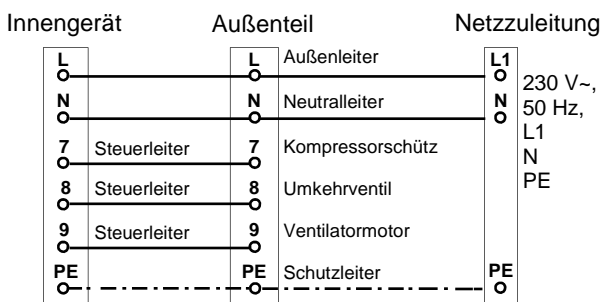 Innengerät Außenteil Netzzuleitung
L L Außenleiter L1
N N Neutralleiter N
7 Steuerleiter 7 Kompressorschütz
8 Steuerleiter 8 Umkehrventil
9 Steuerleiter 9 Ventilatormotor
PE PE Schutzleiter PE
230 V~,
50 Hz,
L1
N
PE